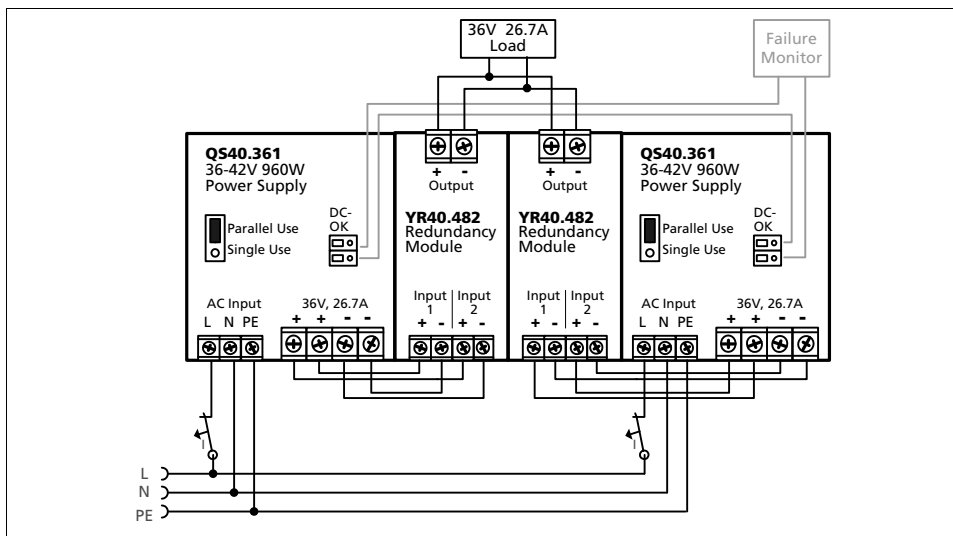 36V 26.7A
Load
Failure
Monitor
QS40.361
36-42V 960W
Power Supply
Parallel Use
Single Use
DC-
OK
AC Input
L N PE
36V, 26.7A
+ + - -
+ -
Output
YR40.482
Redundancy
Module
Input
1
Input
2
+ - + -
+ -
Output
YR40.482
Redundancy
Module
Input
1
Input
2
+ - + -
QS40.361
36-42V 960W
Power Supply
Parallel Use
Single Use
DC-
OK
AC Input
L N PE
36V, 26.7A
+ + - -
I
I
L
N
PE